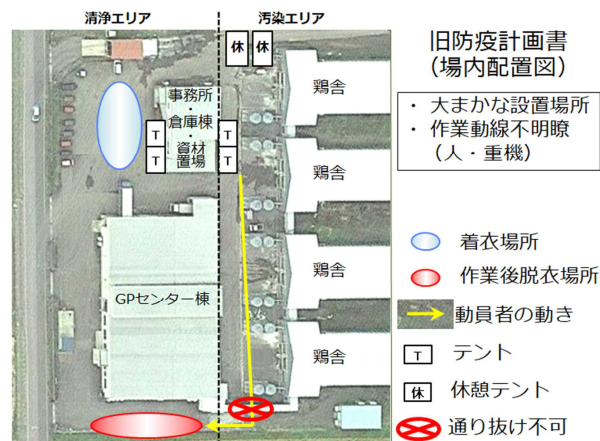 清浄エリア
汚染エリア
休 休
事務所
・
倉庫棟
・
資材
置場
T
T
T
T
鶏舎
鶏舎
鶏舎
鶏舎
GPセンター棟
旧防疫計画書
（場内配置図）
・ 大まかな設置場所
・ 作業動線不明瞭
（人・重機）
着衣場所
作業後脱衣場所
動員者の動き
T テント
休 休憩テント
通り抜け不可